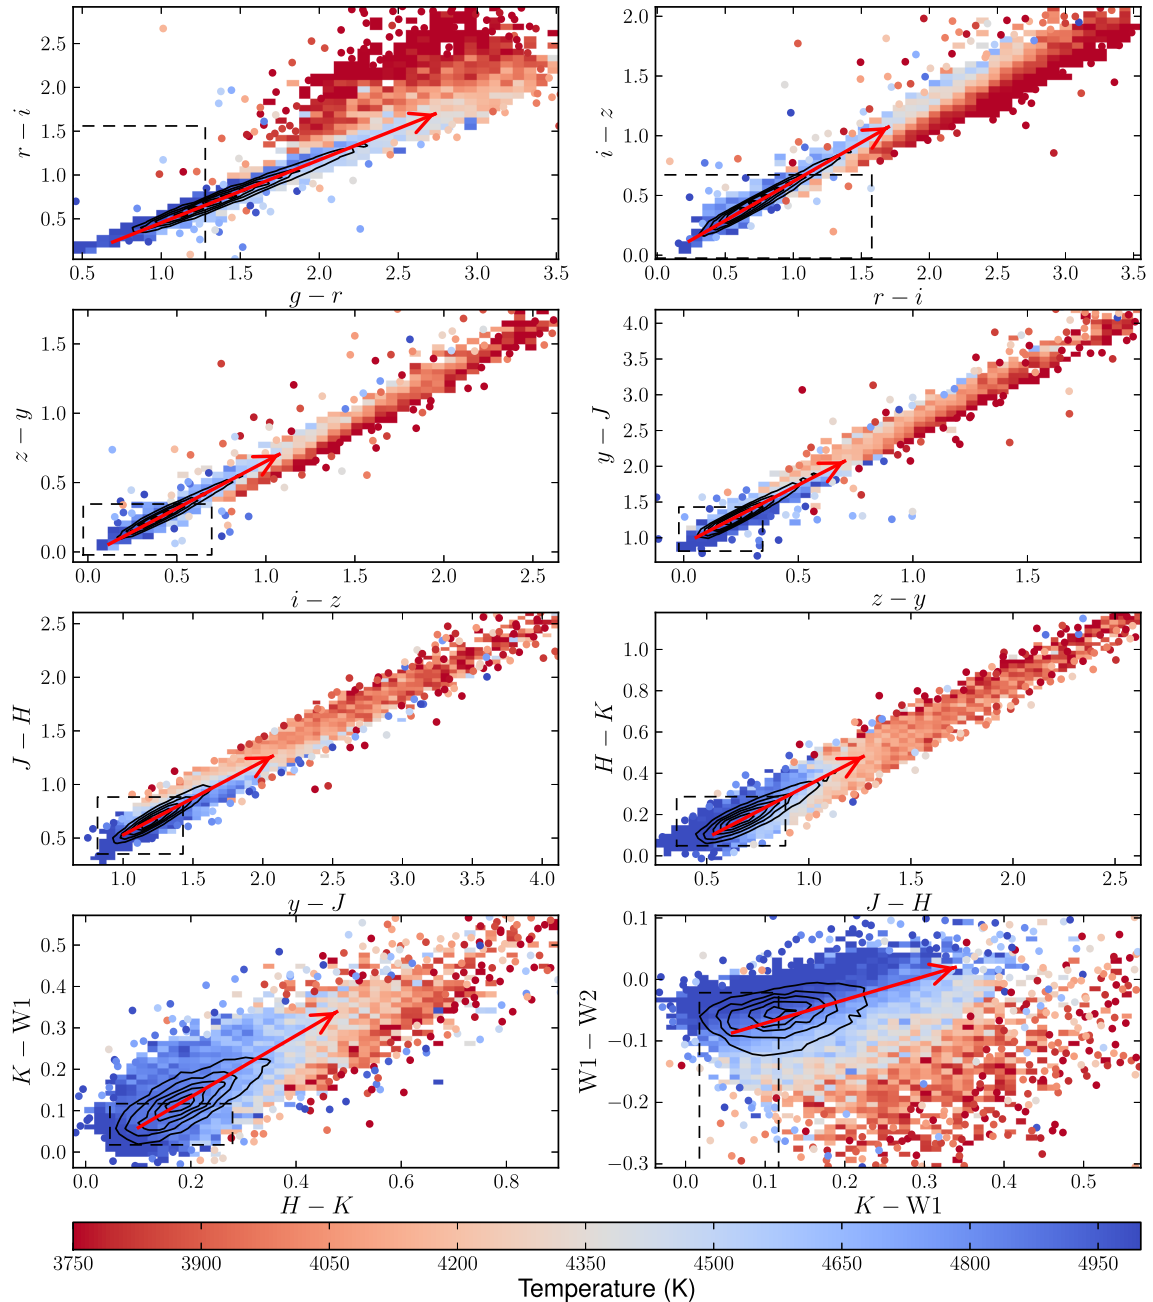 2.5
2.0
1.5
1.0
0.5
r − i
0.5 1.0 1.5 2.0 2.5 3.0 3.5
g − r
2.0
1.5
1.0
0.5
0.0
i − z
0.0 0.5 1.0 1.5 2.0 2.5 3.0 3.5
r − i
1.5
1.0
0.5
0.0
z − y
0.0 0.5 1.0 1.5 2.0 2.5
i − z
4.0
3.5
3.0
2.5
2.0
1.5
1.0
y − J
0.0 0.5 1.0 1.5
z − y
2.5
2.0
1.5
1.0
0.5
J − H
1.0 1.5 2.0 2.5 3.0 3.5 4.0
y − J
1.0
0.8
0.6
0.4
0.2
0.0
H − K
0.5 1.0 1.5 2.0 2.5
J − H
0.5
0.4
0.3
0.2
0.1
0.0
K − W1
0.0 0.2 0.4 0.6 0.8
H − K
0.1
0.0
−0.1
−0.2
−0.3
W1 − W2
0.0 0.1 0.2 0.3 0.4 0.5
K − W1
3750 3900 4050 4200 4350 4500 4650 4800 4950
Temperature (K)